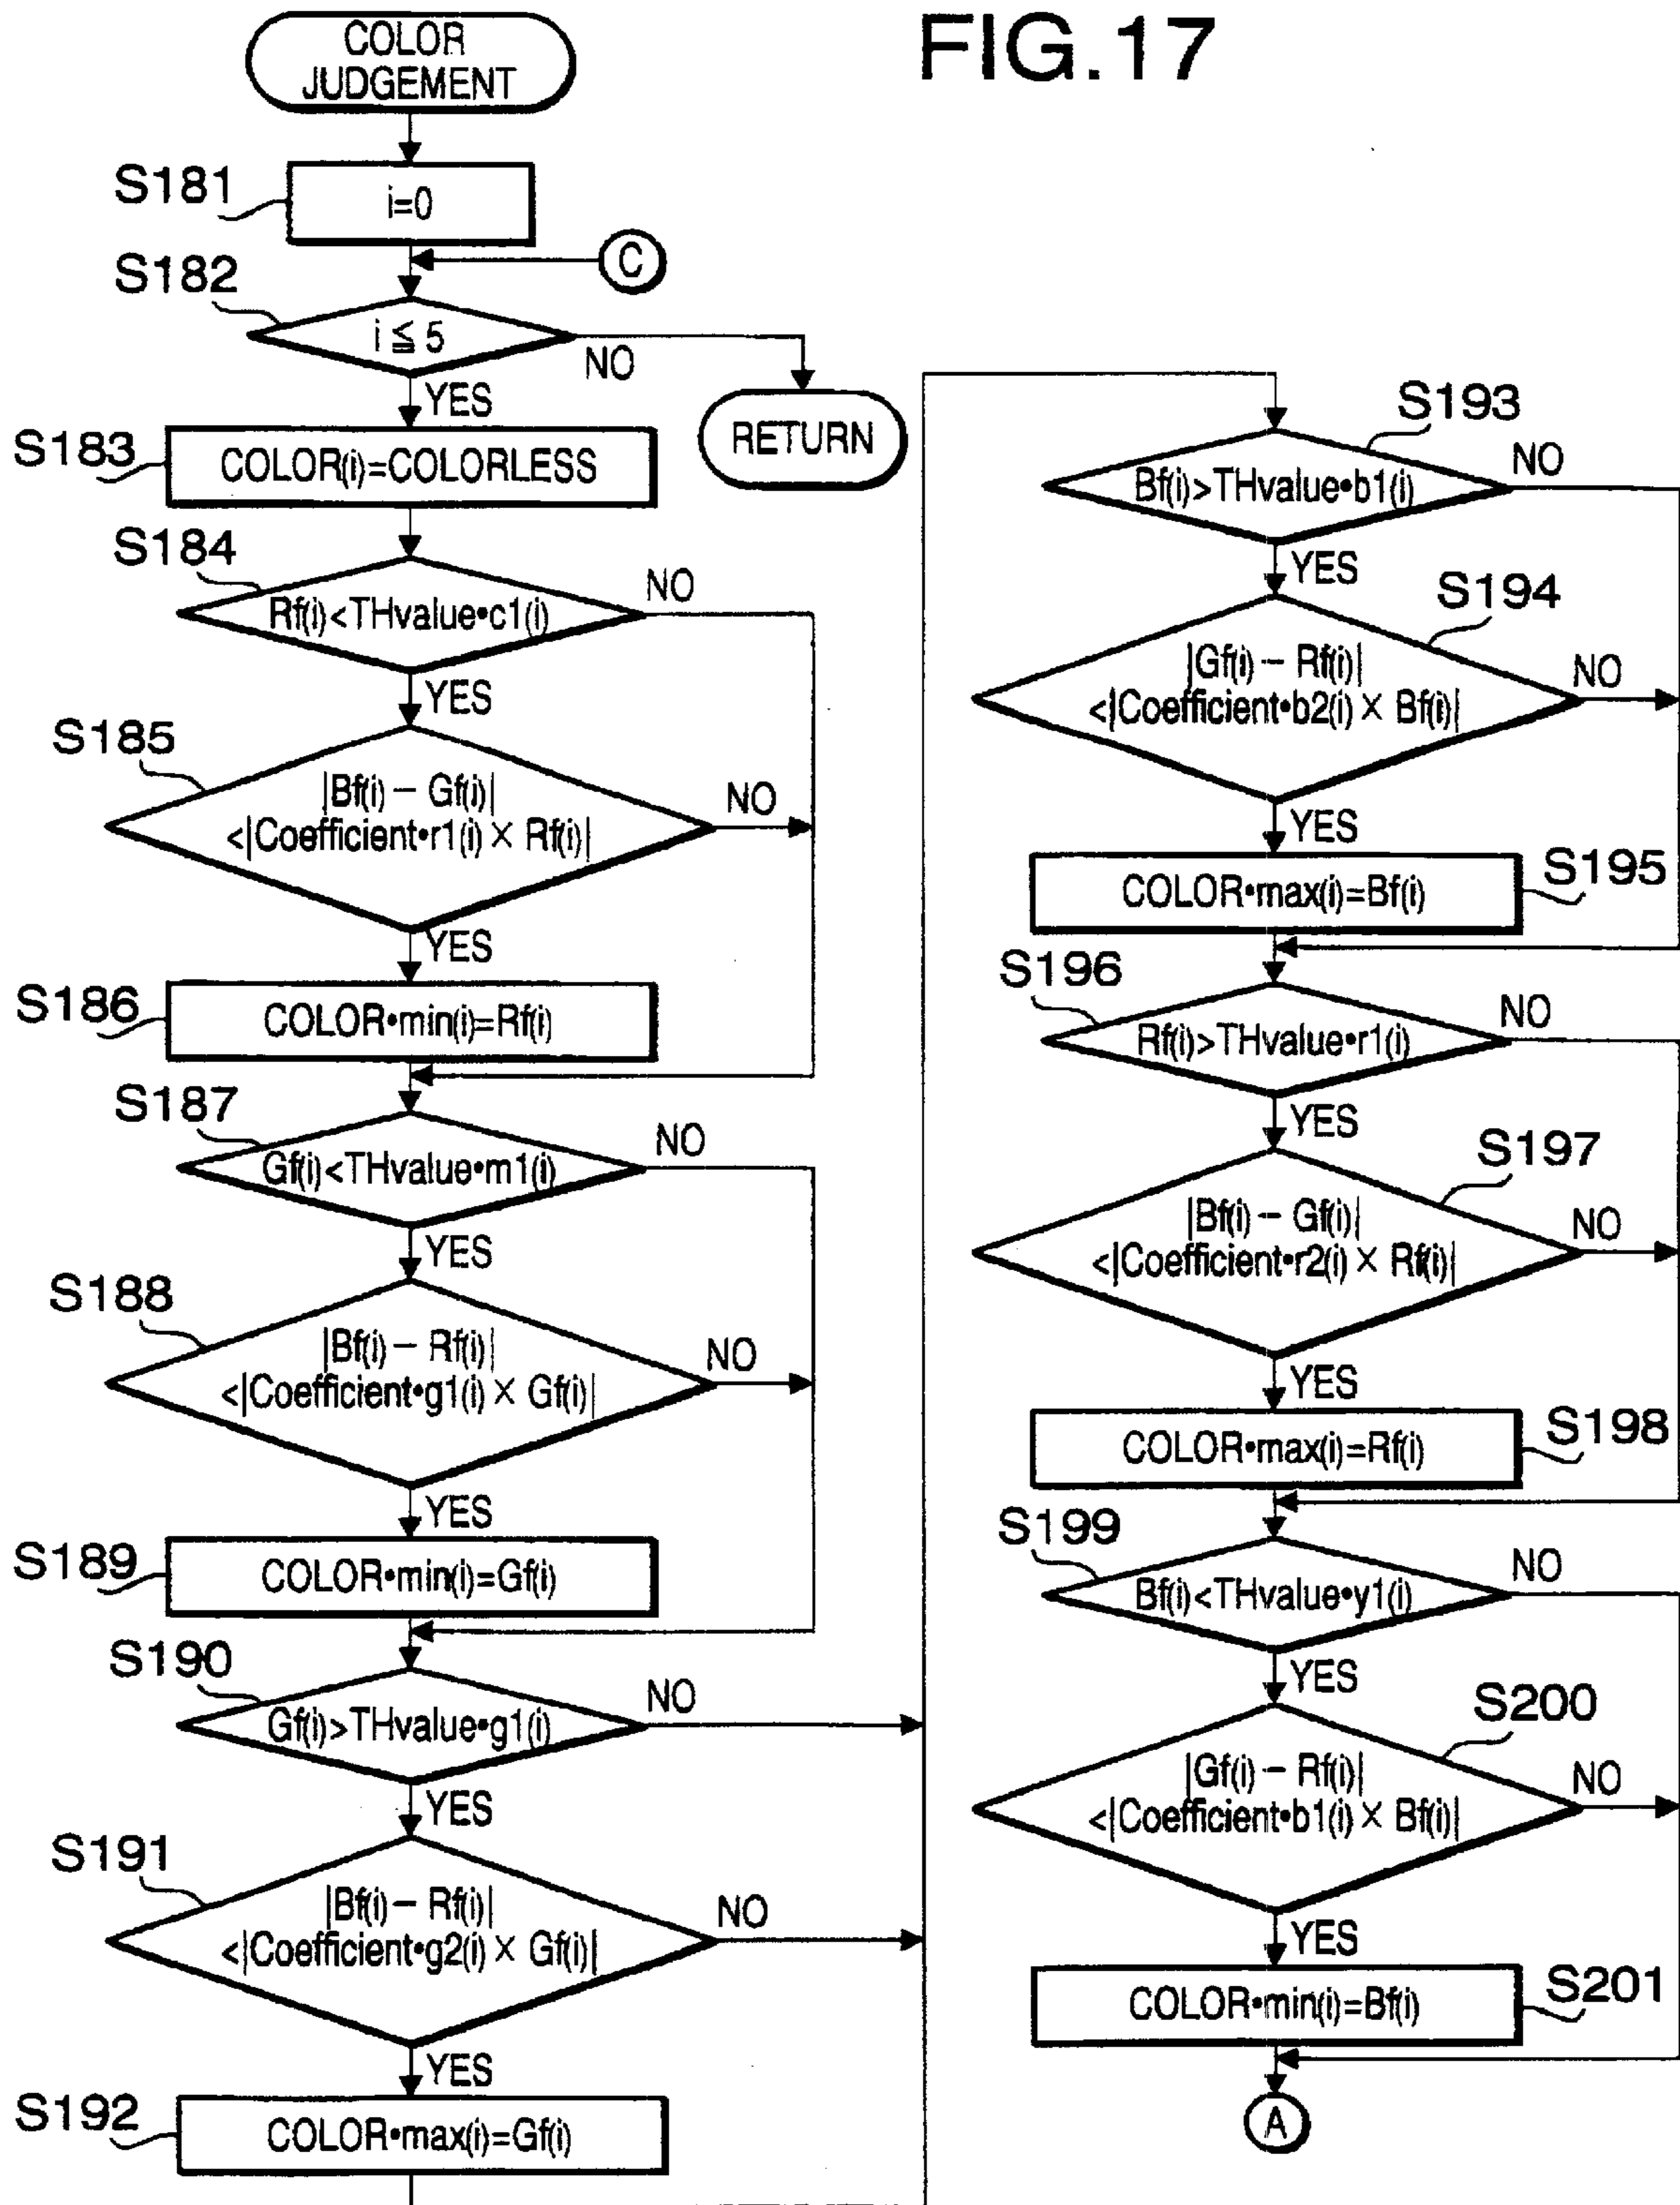 FIG.17
COLOR
JUDGEMENT
S181
i=0
C
S182
i ≦ 5
NO
YES
RETURN
S183
COLOR(i)=COLORLESS
S184
Rf(i)<THvalue•c1(i)
NO
YES
S185
|Bf(i) – Gf(i)|
<|Coefficient•r1(i) × Rf(i)|
NO
YES
S186
COLOR•min(i)=Rf(i)
S187
Gf(i)<THvalue•m1(i)
NO
YES
S188
|Bf(i) – Rf(i)|
<|Coefficient•g1(i) × Gf(i)|
NO
YES
S189
COLOR•min(i)=Gf(i)
S190
Gf(i)>THvalue•g1(i)
NO
YES
S191
|Bf(i) – Rf(i)|
<|Coefficient•g2(i) × Gf(i)|
NO
YES
S192
COLOR•max(i)=Gf(i)
S193
Bf(i)>THvalue•b1(i)
NO
YES
S194
|Gf(i) – Rf(i)|
<|Coefficient•b2(i) × Bf(i)|
NO
YES
S195
COLOR•max(i)=Bf(i)
S196
Rf(i)>THvalue•r1(i)
NO
YES
S197
|Bf(i) – Gf(i)|
<|Coefficient•r2(i) × Rf(i)|
NO
YES
S198
COLOR•max(i)=Rf(i)
S199
Bf(i)<THvalue•y1(i)
NO
YES
S200
|Gf(i) – Rf(i)|
<|Coefficient•b1(i) × Bf(i)|
NO
YES
S201
COLOR•min(i)=Bf(i)
A